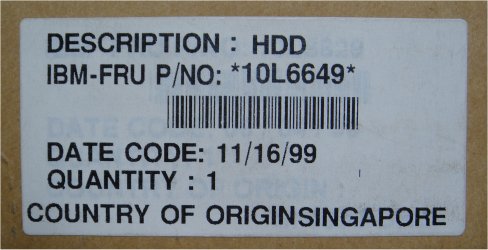 DESCRIPTION : HDD
IBM-FRU P/NO: *10L6649*
DATE CODE: 11/16/99
QUANTITY : 1
COUNTRY OF ORIGINSINGAPORE